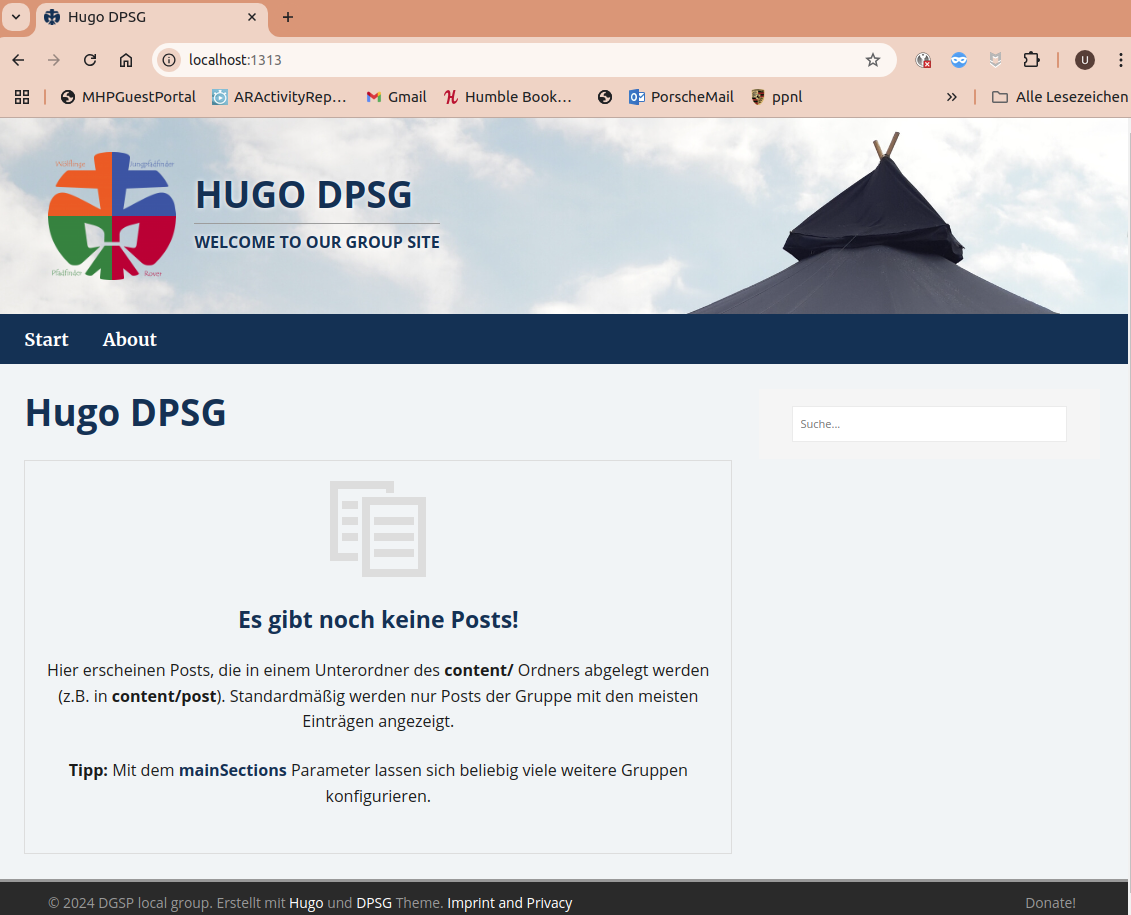 Hugo DPSG
localhost:1313
U
MHPGuestPortal ARActivityRep... Gmail Humble Book... PorscheMail ppnl » Alle Lesezeichen
Wölflinge Jungpfadfinder
HUGO DPSG
WELCOME TO OUR GROUP SITE
Pfadfinder Rover
Start About
Hugo DPSG
Suche...
Es gibt noch keine Posts!
Hier erscheinen Posts, die in einem Unterordner des content/ Ordners abgelegt werden
(z.B. in content/post). Standardmäßig werden nur Posts der Gruppe mit den meisten
Einträgen angezeigt.
Tipp: Mit dem mainSections Parameter lassen sich beliebig viele weitere Gruppen
konfigurieren.
© 2024 DGSP local group. Erstellt mit Hugo und DPSG Theme. Imprint and Privacy Donate!